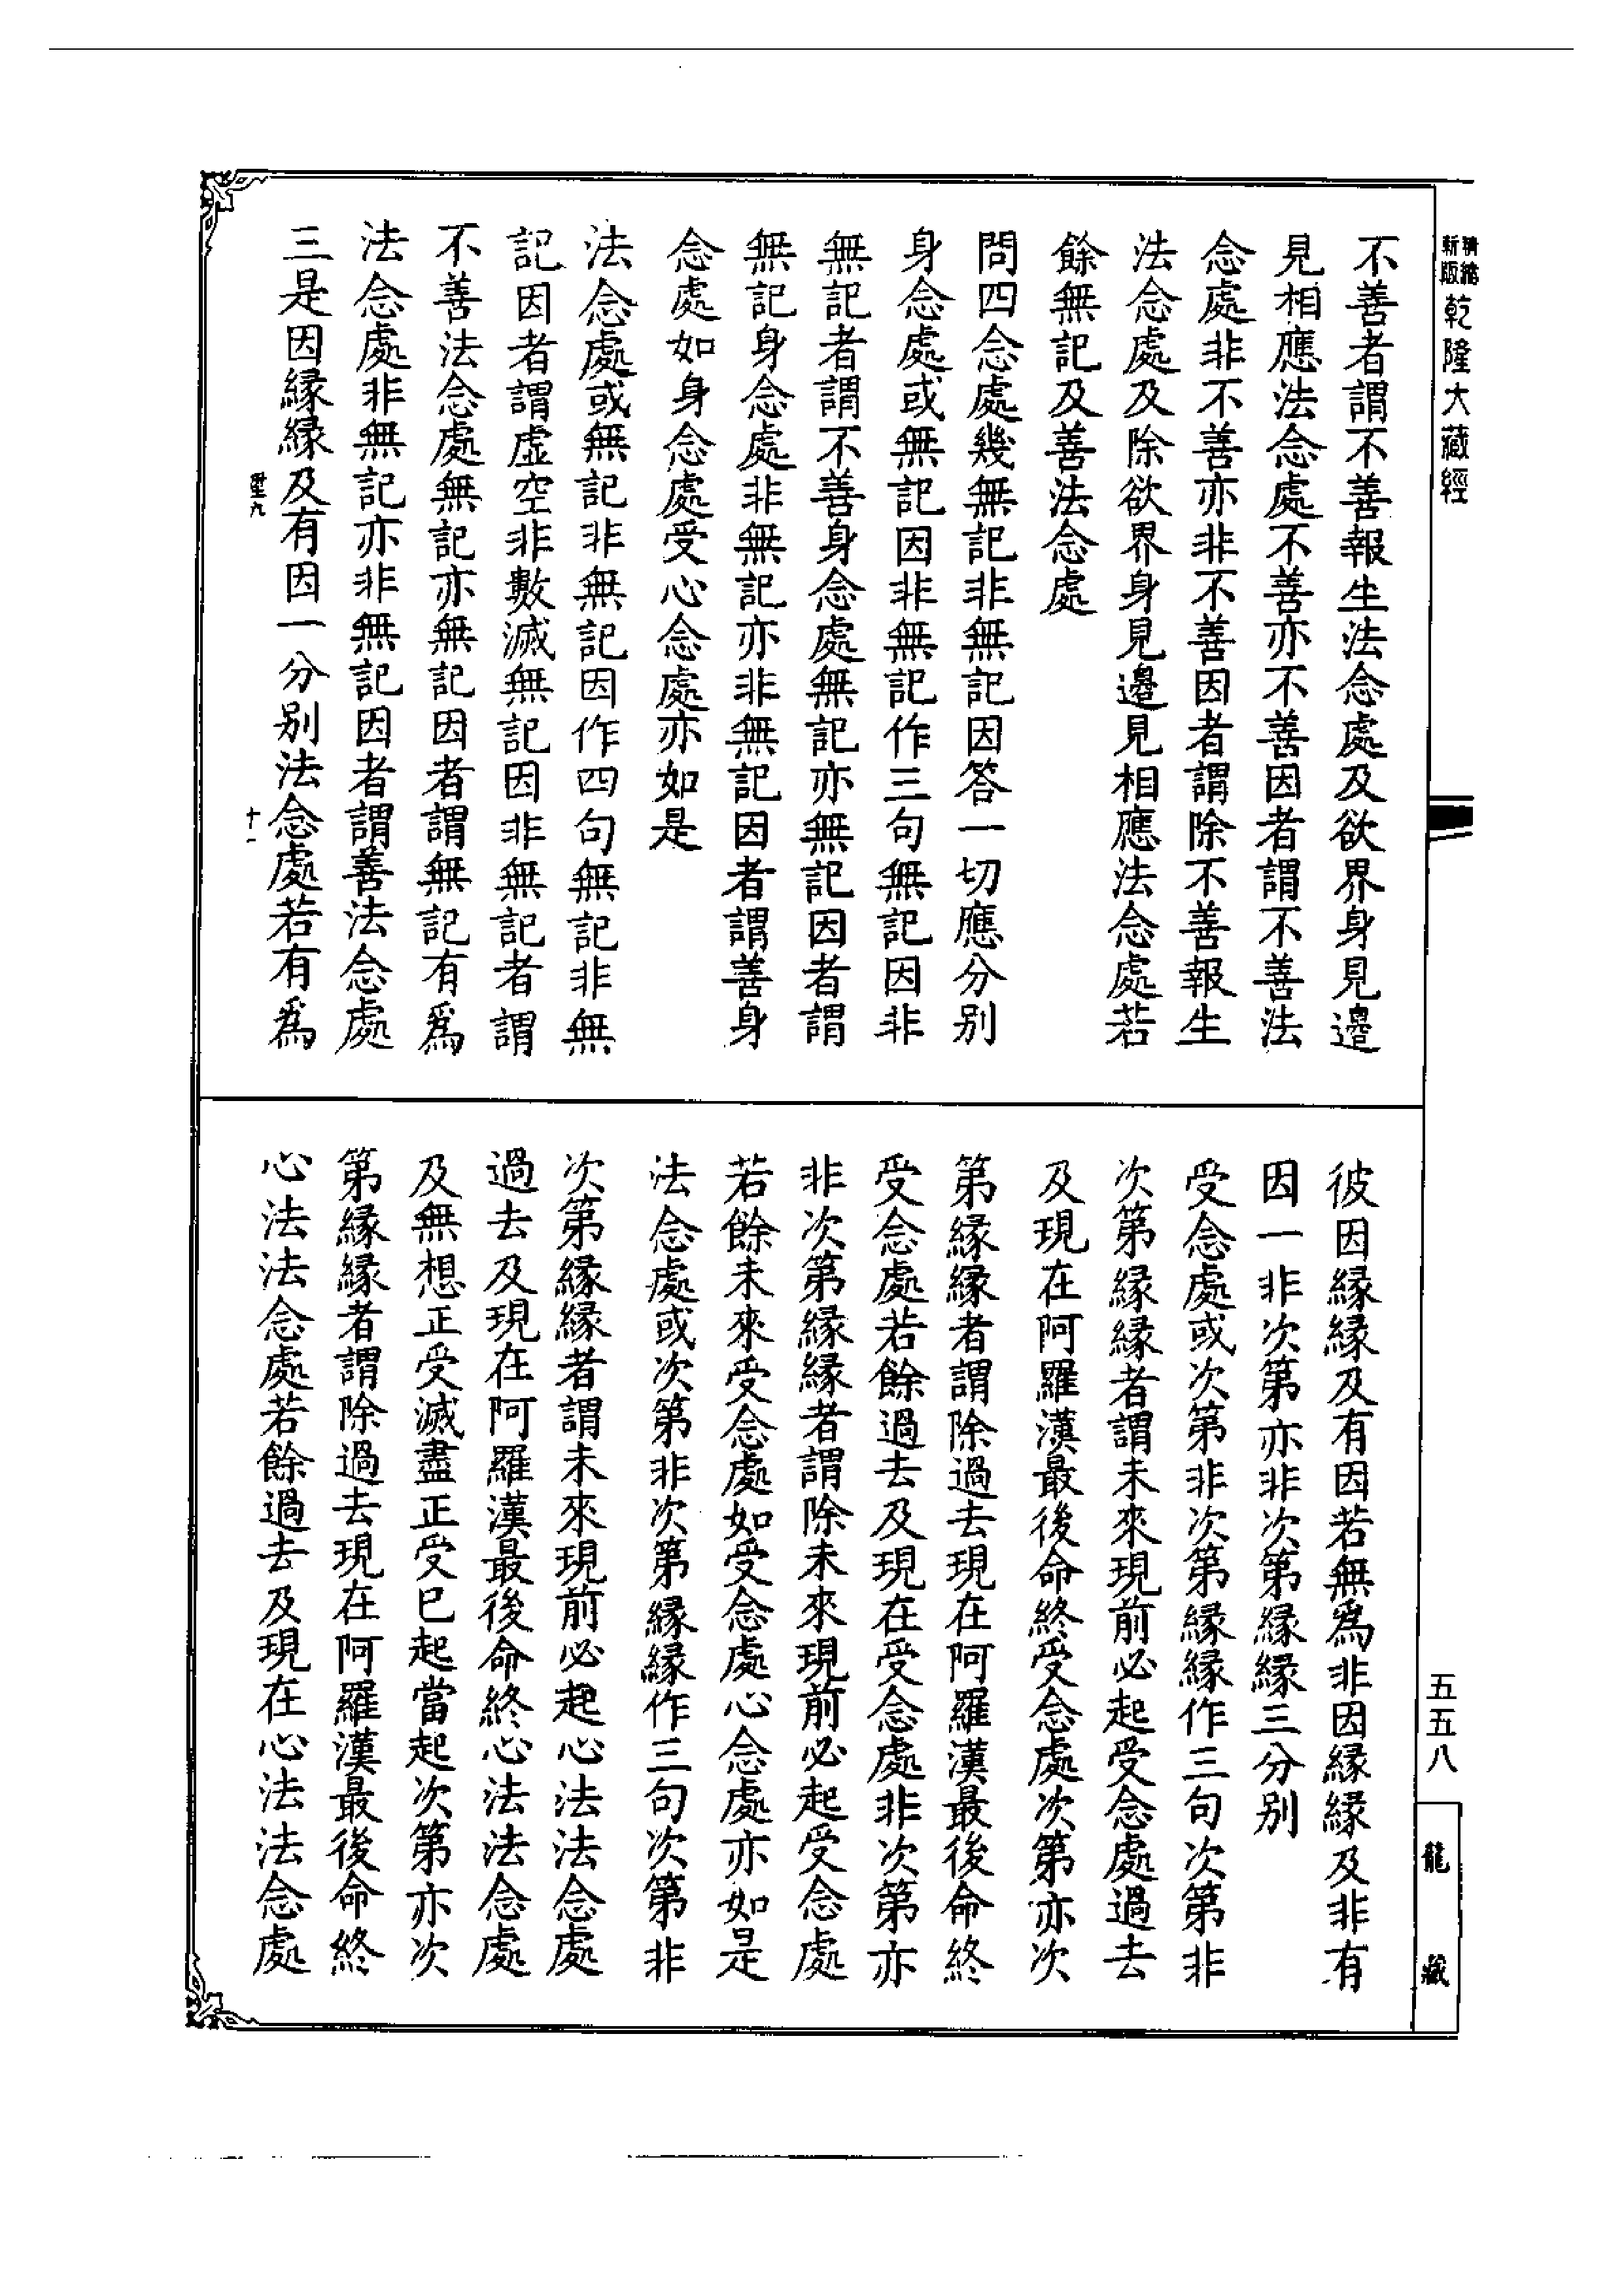 精縮
新版
乾隆大藏經
不善者謂不善報生法念處及欲界身見邊
見相應法念處不善亦不善因者謂不善法
念處非不善亦非不善因者謂除不善報生
法念處及除欲界身見邊見相應法念處若
餘無記及善法念處
問四念處幾無記非無記因答一切應分別
身念處或無記因非無記作三句無記因非
無記者謂不善身念處無記亦無記因者謂
無記身念處非無記亦非無記因者謂善身
念處如身念處受心念處亦如是
法念處或無記非無記因作四句無記非無
記因者謂虛空非數滅無記因非無記者謂
不善法念處無記亦無記因者謂無記有為
法念處非無記亦非無記因者謂善法念處
三是因緣緣及有因一分別法念處若有為
十一
彼因緣緣及有因若無為非因緣緣及非有
因一非次第亦非次第緣緣三分別
受念處或次第非次第緣緣作三句次第非
次第緣緣者謂未來現前必起受念處過去
及現在阿羅漢最後命終受念處次第亦次
第緣緣者謂除過去現在阿羅漢最後命終
受念處若餘過去及現在受念處非次第亦
非次第緣緣者謂除未來現前必起受念處
若餘未來受念處如受念處心念處亦如是
法念處或次第非次第緣緣作三句次第非
次第緣緣者謂未來現前必起心法法念處
過去及現在阿羅漢最後命終心法法念處
及無想正受滅盡正受已起當起次第亦次
第緣緣者謂除過去現在阿羅漢最後命終
心法法念處若餘過去及現在心法法念處
五五八
龍藏